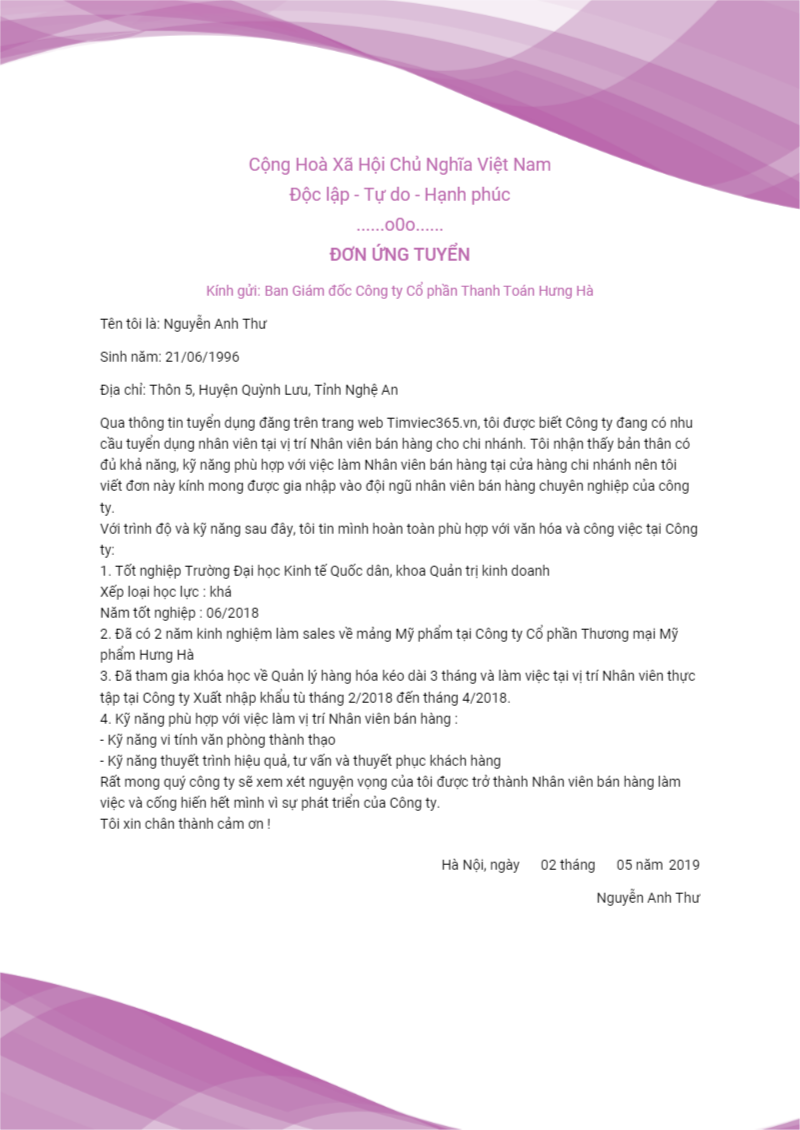 Cộng Hoà Xã Hội Chủ Nghĩa Việt Nam
Độc lập - Tự do - Hạnh phúc
......o0o......
ĐƠN ỨNG TUYỂN
Kính gửi: Ban Giám đốc Công ty Cổ phần Thanh Toán Hưng Hà
Tên tôi là: Nguyễn Anh Thư
Sinh năm: 21/06/1996
Địa chỉ: Thôn 5, Huyện Quỳnh Lưu, Tỉnh Nghệ An
Qua thông tin tuyển dụng đăng trên trang web Timviec365.vn, tôi được biết Công ty đang có nhu
cầu tuyển dụng nhân viên tại vị trí Nhân viên bán hàng cho chi nhánh. Tôi nhận thấy bản thân có
đủ khả năng, kỹ năng phù hợp với việc làm Nhân viên bán hàng tại cửa hàng chi nhánh nên tôi
viết đơn này kính mong được gia nhập vào đội ngũ nhân viên bán hàng chuyên nghiệp của công
ty.
Với trình độ và kỹ năng sau đây, tôi tin mình hoàn toàn phù hợp với văn hóa và công việc tại Công
ty:
1. Tốt nghiệp Trường Đại học Kinh tế Quốc dân, khoa Quản trị kinh doanh
Xếp loại học lực : khá
Năm tốt nghiệp : 06/2018
2. Đã có 2 năm kinh nghiệm làm sales về mảng Mỹ phẩm tại Công ty Cổ phần Thương mại Mỹ
phẩm Hưng Hà
3. Đã tham gia khóa học về Quản lý hàng hóa kéo dài 3 tháng và làm việc tại vị trí Nhân viên thực
tập tại Công ty Xuất nhập khẩu tù tháng 2/2018 đến tháng 4/2018.
4. Kỹ năng phù hợp với việc làm vị trí Nhân viên bán hàng :
- Kỹ năng vi tính văn phòng thành thạo
- Kỹ năng thuyết trình hiệu quả, tư vấn và thuyết phục khách hàng
Rất mong quý công ty sẽ xem xét nguyện vọng của tôi được trở thành Nhân viên bán hàng làm
việc và cống hiến hết mình vì sự phát triển của Công ty.
Tôi xin chân thành cảm ơn !
Hà Nội, ngày 02 tháng 05 năm 2019
Nguyễn Anh Thư